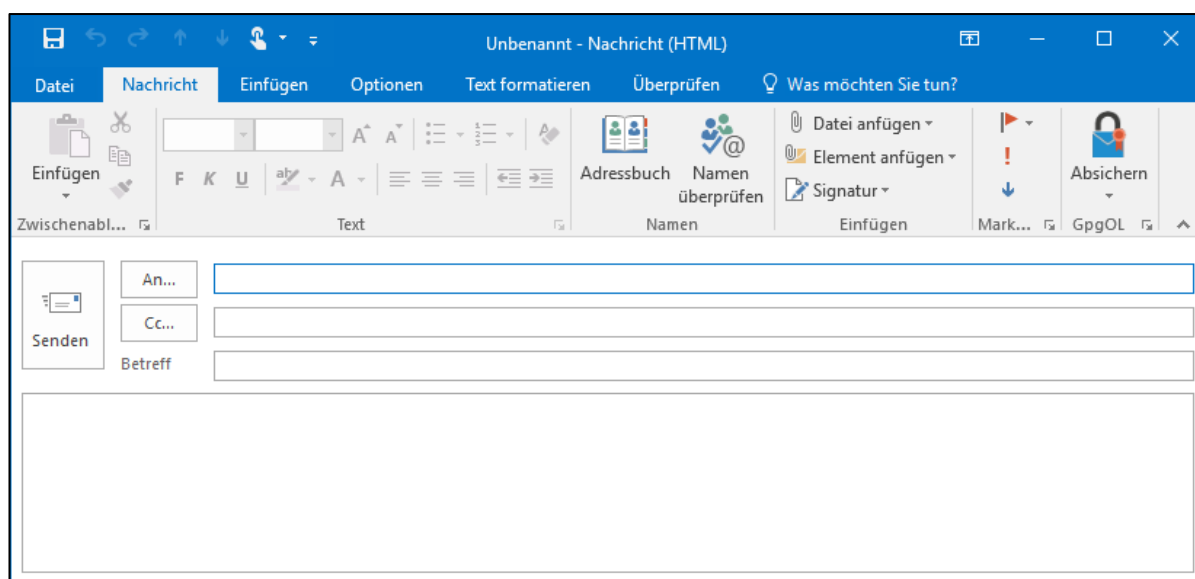 Unbenannt - Nachricht (HTML)
Datei Nachricht Einfügen Optionen Text formatieren Überprüfen Was möchten Sie tun?
Einfügen
F K U ab A
A A
Adressbuch
Namen überprüfen
Datei anfügen
Element anfügen
Signatur
Absichern
Zwischenabl... Text Namen Einfügen Mark... GpgOL
Senden
An...
Cc...
Betreff